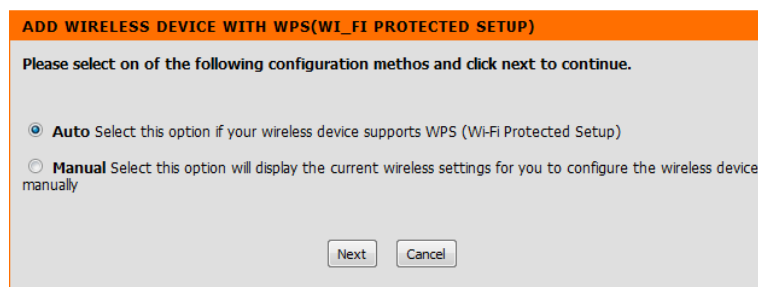 ADD WIRELESS DEVICE WITH WPS(WI_FI PROTECTED SETUP)
Please select on of the following configuration methos and click next to continue.
Auto Select this option if your wireless device supports WPS (Wi-Fi Protected Setup)
Manual Select this option will display the current wireless settings for you to configure the wireless device
manually
Next Cancel